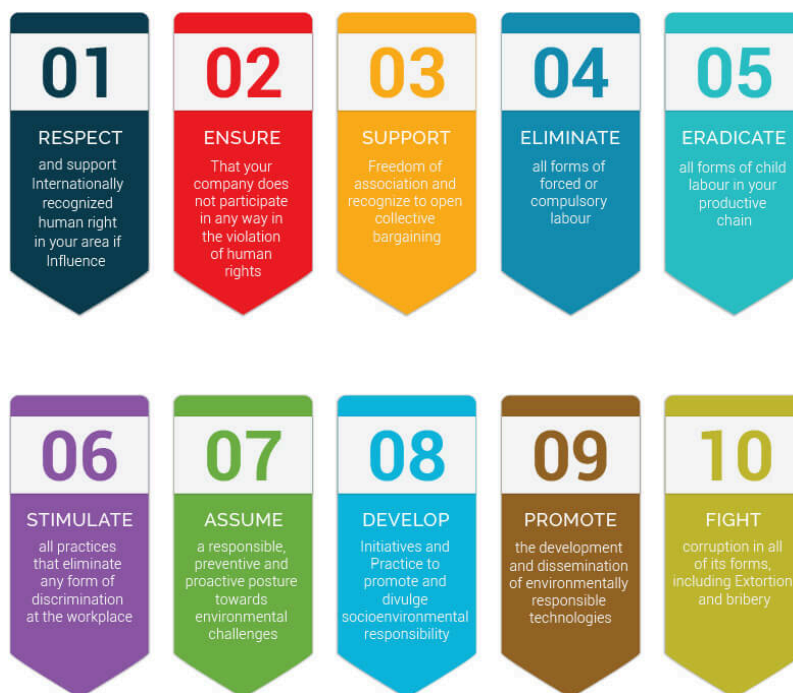 01
RESPECT
and support
Internationally
recognized
human right
in your area if
Influence
02
ENSURE
That your
company does
not participate
in any way in
the violation
of human
rights
03
SUPPORT
Freedom of
association and
recognize to open
collective
bargaining
04
ELIMINATE
all forms of
forced or
compulsory
labour
05
ERADICATE
all forms of child
labour in your
productive
chain
06
STIMULATE
all practices
that eliminate
any form of
discrimination
at the workplace
07
ASSUME
a responsible,
preventive and
proactive posture
towards
environmental
challenges
08
DEVELOP
Initiatives and
Practice to
promote and
divulge
socioenvironmental
responsibility
09
PROMOTE
the development
and dissemination
of environmentally
responsible
technologies
10
FIGHT
corruption in all
of its forms,
including Extortion
and bribery